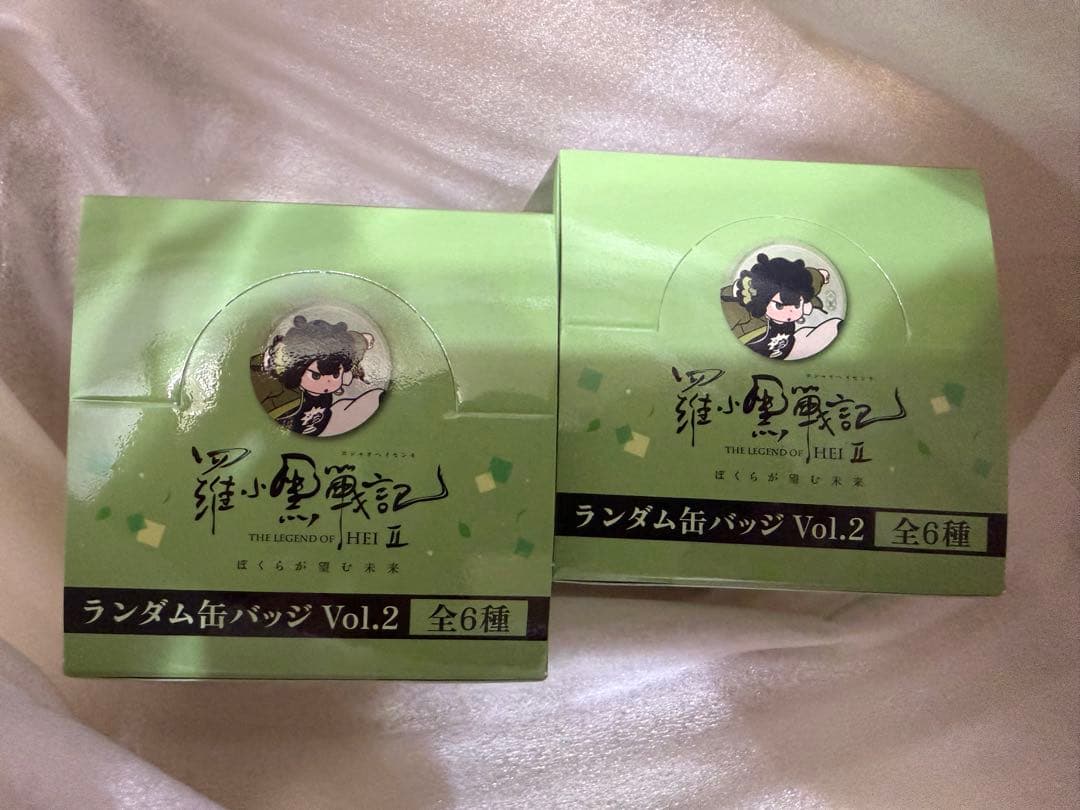 ロシャオヘイセンキ
羅小黒戦記
THE LEGEND OF HEI II
ぼくらが望む未来
ランダム缶バッジ Vol.2 全6種
ロシャオヘイセンキ
羅小黒戦記
THE LEGEND OF HEI II
ぼくらが望む未来
ランダム缶バッジ Vol.2 全6種